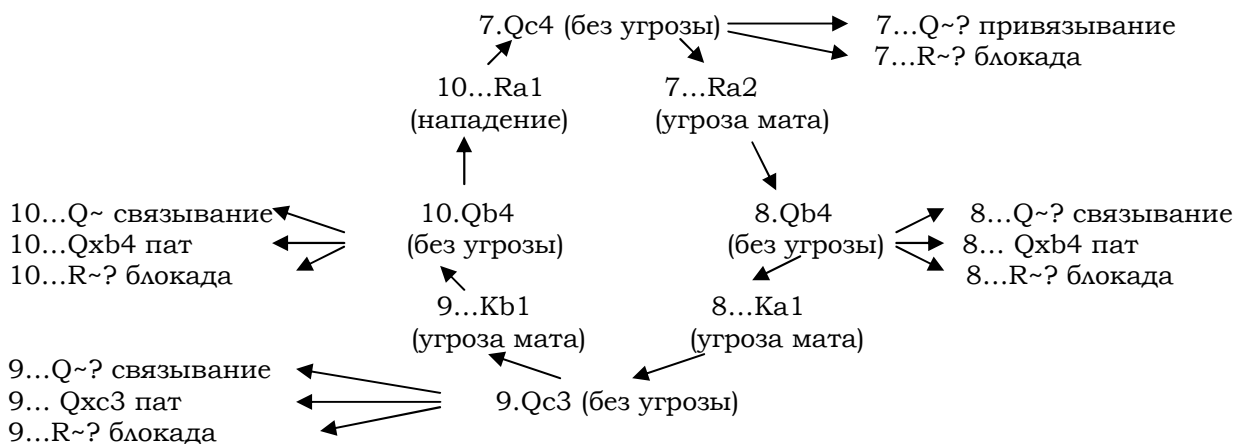 7.Qc4 (без угрозы)
7…Q~? привязывание
7…R~? блокада
10…Ra1
(нападение)
7…Ra2
(угроза мата)
10…Q~ связывание
10…Qxb4 пат
10…R~? блокада
10.Qb4
(без угрозы)
8.Qb4
(без угрозы)
8…Q~? связывание
8… Qxb4 пат
8…R~? блокада
9…Kb1
(угроза мата)
8…Ka1
(угроза мата)
9…Q~? связывание
9… Qxc3 пат
9…R~? блокада
9.Qc3 (без угрозы)